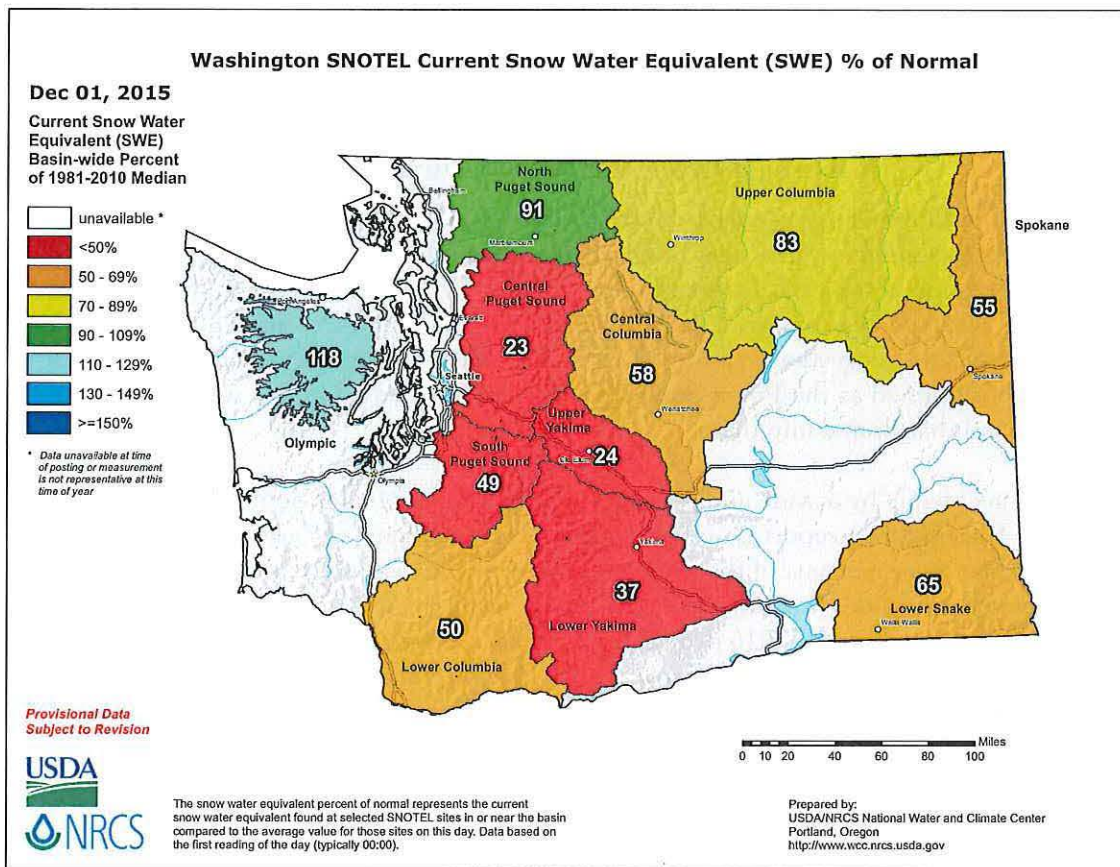 Washington SNOTEL Current Snow Water Equivalent (SWE) % of Normal
Dec 01, 2015
Current Snow Water
Equivalent (SWE)
Basin-wide Percent
of 1981-2010 Median
unavailable *
<50%
50 - 69%
70 - 89%
90 - 109%
110 - 129%
130 - 149%
>=150%
* Data unavailable at time
of posting or measurement
is not representative at this
time of year
Bellingham
North
Puget Sound
91
Marblemount
Upper Columbia
83
Winthrop
Spokane
55
Spokane
Central
Puget Sound
23
Everett
Central
Columbia
58
Wenatchee
Port Angeles
118
Olympic
Seattle
Olympia
Upper
Yakima
24
South
Puget Sound
49
Yakima
37
Lower Yakima
50
Lower Columbia
65
Lower Snake
Walla Walla
Provisional Data
Subject to Revision
0 10 20 40 60 80 100
Miles
USDA
NRCS
The snow water equivalent percent of normal represents the current
snow water equivalent found at selected SNOTEL sites in or near the basin
compared to the average value for those sites on this day. Data based on
the first reading of the day (typically 00:00).
Prepared by:
USDA/NRCS National Water and Climate Center
Portland, Oregon
http://www.wcc.nrcs.usda.gov